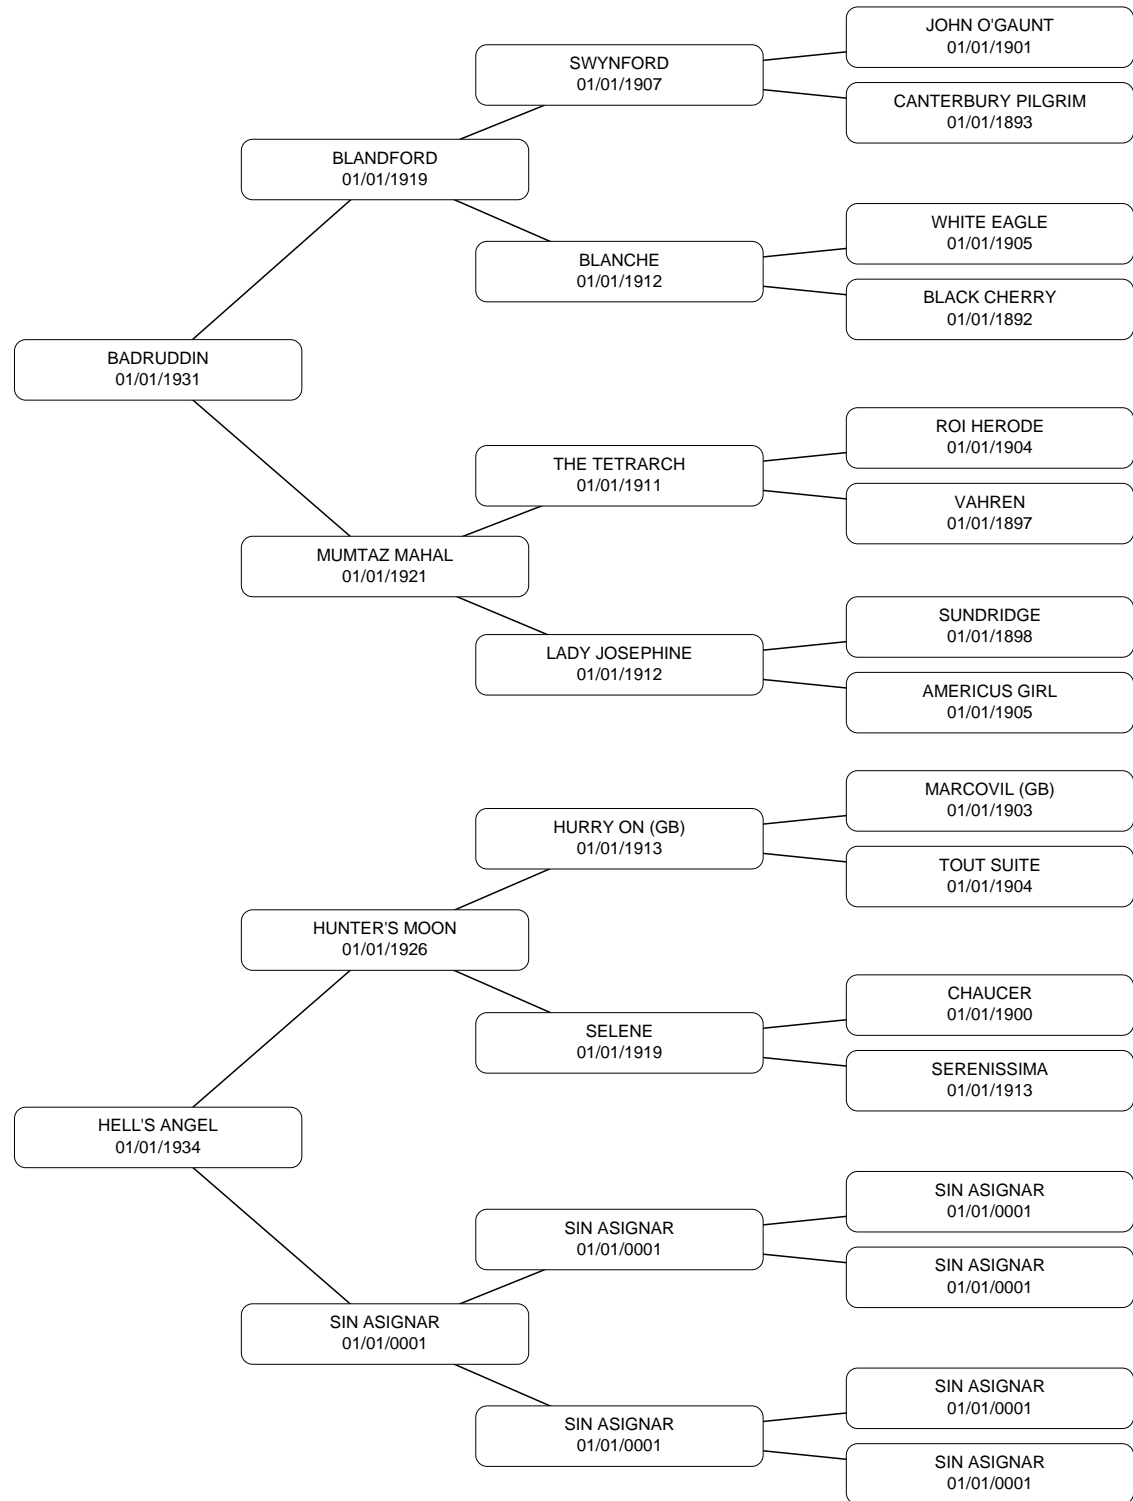 JOHN O'GAUNT
01/01/1901
SWYNFORD
01/01/1907
CANTERBURY PILGRIM
01/01/1893
BLANDFORD
01/01/1919
WHITE EAGLE
01/01/1905
BLANCHE
01/01/1912
BLACK CHERRY
01/01/1892
BADRUDDIN
01/01/1931
ROI HERODE
01/01/1904
THE TETRARCH
01/01/1911
VAHREN
01/01/1897
MUMTAZ MAHAL
01/01/1921
SUNDRIDGE
01/01/1898
LADY JOSEPHINE
01/01/1912
AMERICUS GIRL
01/01/1905
MARCOVIL (GB)
01/01/1903
HURRY ON (GB)
01/01/1913
TOUT SUITE
01/01/1904
HUNTER'S MOON
01/01/1926
CHAUCER
01/01/1900
SELENE
01/01/1919
SERENISSIMA
01/01/1913
HELL'S ANGEL
01/01/1934
SIN ASIGNAR
01/01/0001
SIN ASIGNAR
01/01/0001
SIN ASIGNAR
01/01/0001
SIN ASIGNAR
01/01/0001
SIN ASIGNAR
01/01/0001
SIN ASIGNAR
01/01/0001
SIN ASIGNAR
01/01/0001